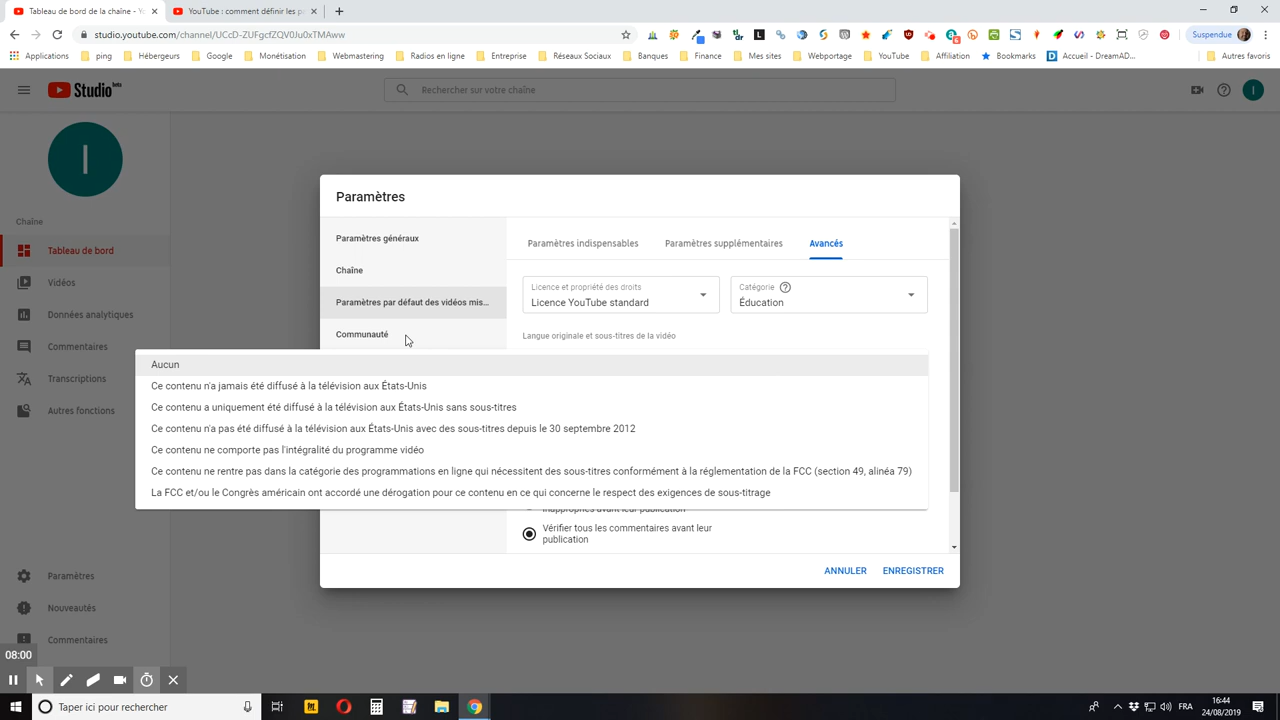 Tableau de bord de la chaîne - Y
YouTube : comment définir les pa
studio.youtube.com/channel/UCcD-ZUFgcfZQV0Ju0xTMAww
Suspendue
Applications
ping
Hébergeurs
Google
Monétisation
Webmastering
Radios en ligne
Entreprise
Réseaux Sociaux
Banques
Finance
Mes sites
Webportage
YouTube
Affiliation
Bookmarks
Accueil - DreamAD...
Autres favoris
Studio beta
Rechercher sur votre chaîne
I
I
Chaîne
Tableau de bord
Vidéos
Données analytiques
Commentaires
Transcriptions
Autres fonctions
Paramètres
Nouveautés
Commentaires
Paramètres
Paramètres généraux
Chaîne
Paramètres par défaut des vidéos mis...
Communauté
Paramètres indispensables
Paramètres supplémentaires
Avancés
Licence et propriété des droits
Licence YouTube standard
Catégorie
Éducation
Langue originale et sous-titres de la vidéo
Aucun
Ce contenu n'a jamais été diffusé à la télévision aux États-Unis
Ce contenu a uniquement été diffusé à la télévision aux États-Unis sans sous-titres
Ce contenu n'a pas été diffusé à la télévision aux États-Unis avec des sous-titres depuis le 30 septembre 2012
Ce contenu ne comporte pas l'intégralité du programme vidéo
Ce contenu ne rentre pas dans la catégorie des programmations en ligne qui nécessitent des sous-titres conformément à la réglementation de la FCC (section 49, alinéa 79)
La FCC et/ou le Congrès américain ont accordé une dérogation pour ce contenu en ce qui concerne le respect des exigences de sous-titrage
inappropriés avant leur publication
Vérifier tous les commentaires avant leur
publication
ANNULER
ENREGISTRER
08:00
Taper ici pour rechercher
FRA
16:44
24/08/2019